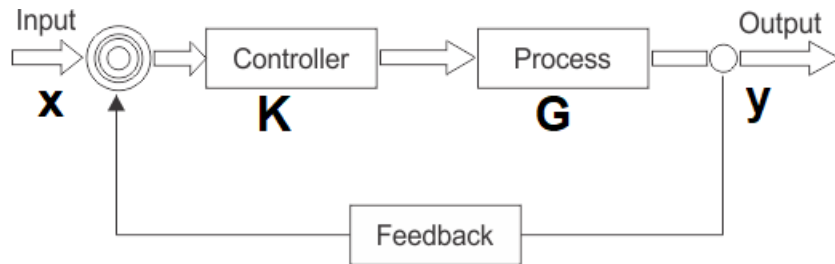 Input
Output
Controller
Process
x
K
G
y
Feedback